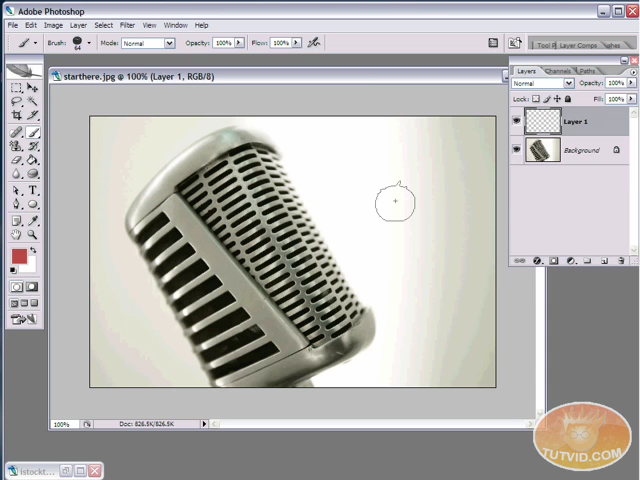 Adobe Photoshop
File Edit Image Layer Select Filter View Window Help
Brush: 64 Mode: Normal Opacity: 100% Flow: 100%
Layer Comps
starthere.jpg @ 100% (Layer 1, RGB/8)
Layers Channels Paths
Normal Opacity: 100%
Lock: Fill: 100%
Layer 1
Background
T
100% Doc: 826.5K/826.5K
TUTVID.COM
istockt...